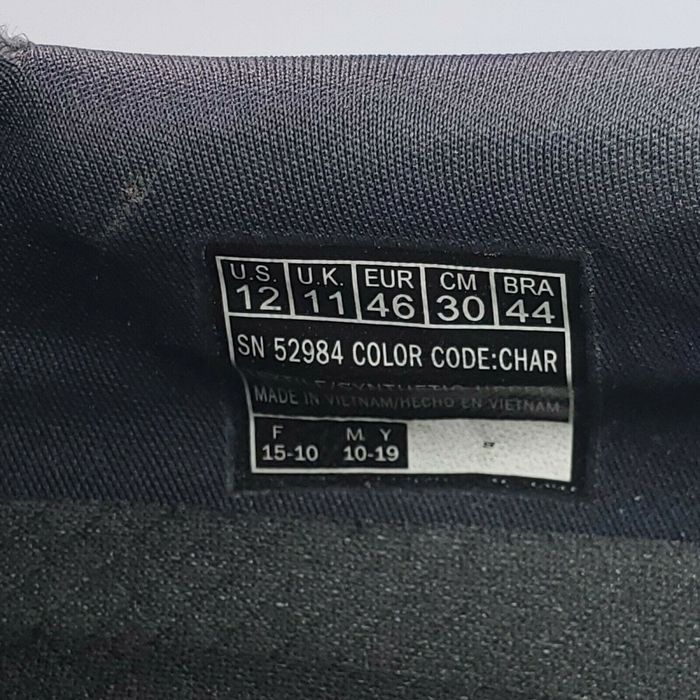 U.S. U.K. EUR CM BRA
12 11 46 30 44
SN 52984 COLOR CODE:CHAR
MADE IN VIETNAM/HECHO EN VIETNAM
F M Y
15-10 10-19